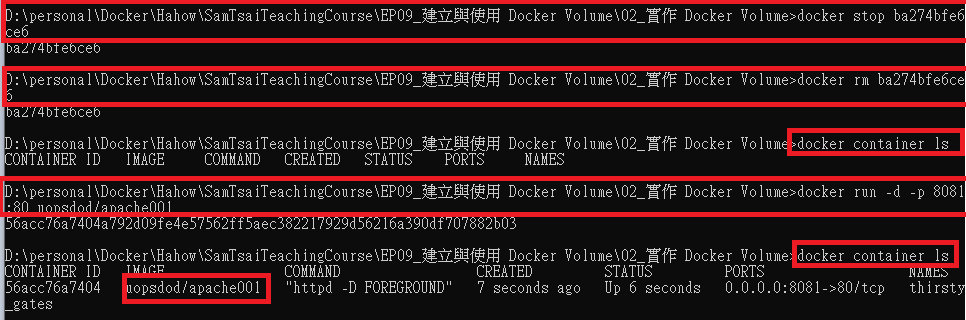 D:\personal\Docker\Hahow\SamTsaiTeachingCourse\EP09_建立與使用 Docker Volume\02_實作 Docker Volume>docker stop ba274bfe6
ce6
ba274bfe6ce6
D:\personal\Docker\Hahow\SamTsaiTeachingCourse\EP09_建立與使用 Docker Volume\02_實作 Docker Volume>docker rm ba274bfe6ce
6
ba274bfe6ce6
D:\personal\Docker\Hahow\SamTsaiTeachingCourse\EP09_建立與使用 Docker Volume\02_實作 Docker Volume>docker container ls
CONTAINER ID IMAGE COMMAND CREATED STATUS PORTS NAMES
D:\personal\Docker\Hahow\SamTsaiTeachingCourse\EP09_建立與使用 Docker Volume\02_實作 Docker Volume>docker run -d -p 8081
:80 uopsdod/apache001
56acc76a7404a792d09fe4e57562ff5aec382217929d56216a390df707882b03
D:\personal\Docker\Hahow\SamTsaiTeachingCourse\EP09_建立與使用 Docker Volume\02_實作 Docker Volume>docker container ls
CONTAINER ID IMAGE COMMAND CREATED STATUS PORTS NAMES
56acc76a7404 uopsdod/apache001 "httpd -D FOREGROUND" 7 seconds ago Up 6 seconds 0.0.0.0:8081->80/tcp thirsty
_gates